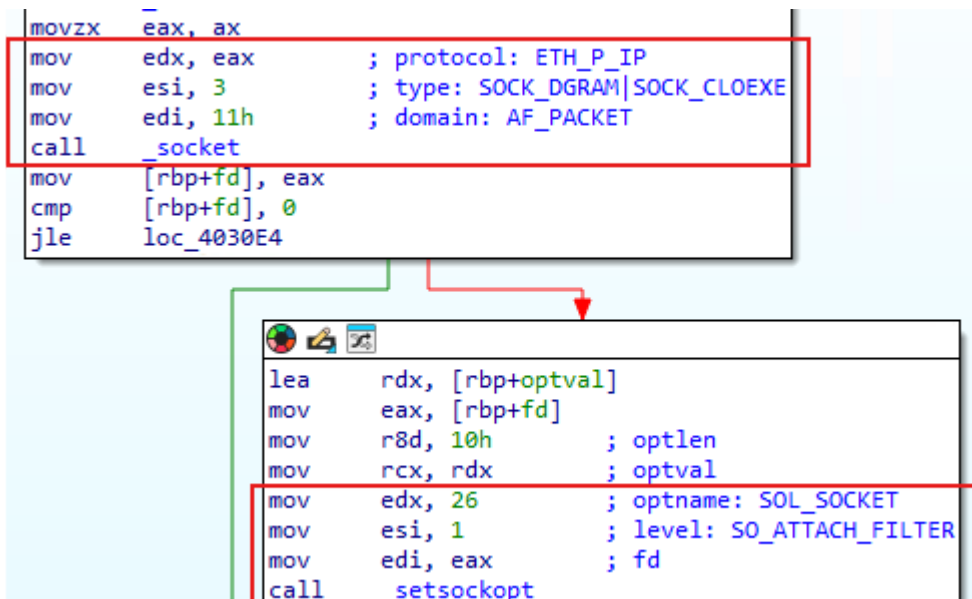 movzx eax, ax
mov edx, eax ; protocol: ETH_P_IP
mov esi, 3 ; type: SOCK_DGRAM|SOCK_CLOEXE
mov edi, 11h ; domain: AF_PACKET
call _socket
mov [rbp+fd], eax
cmp [rbp+fd], 0
jle loc_4030E4
lea rdx, [rbp+optval]
mov eax, [rbp+fd]
mov r8d, 10h ; optlen
mov rcx, rdx ; optval
mov edx, 26 ; optname: SOL_SOCKET
mov esi, 1 ; level: SO_ATTACH_FILTER
mov edi, eax ; fd
call setsockopt